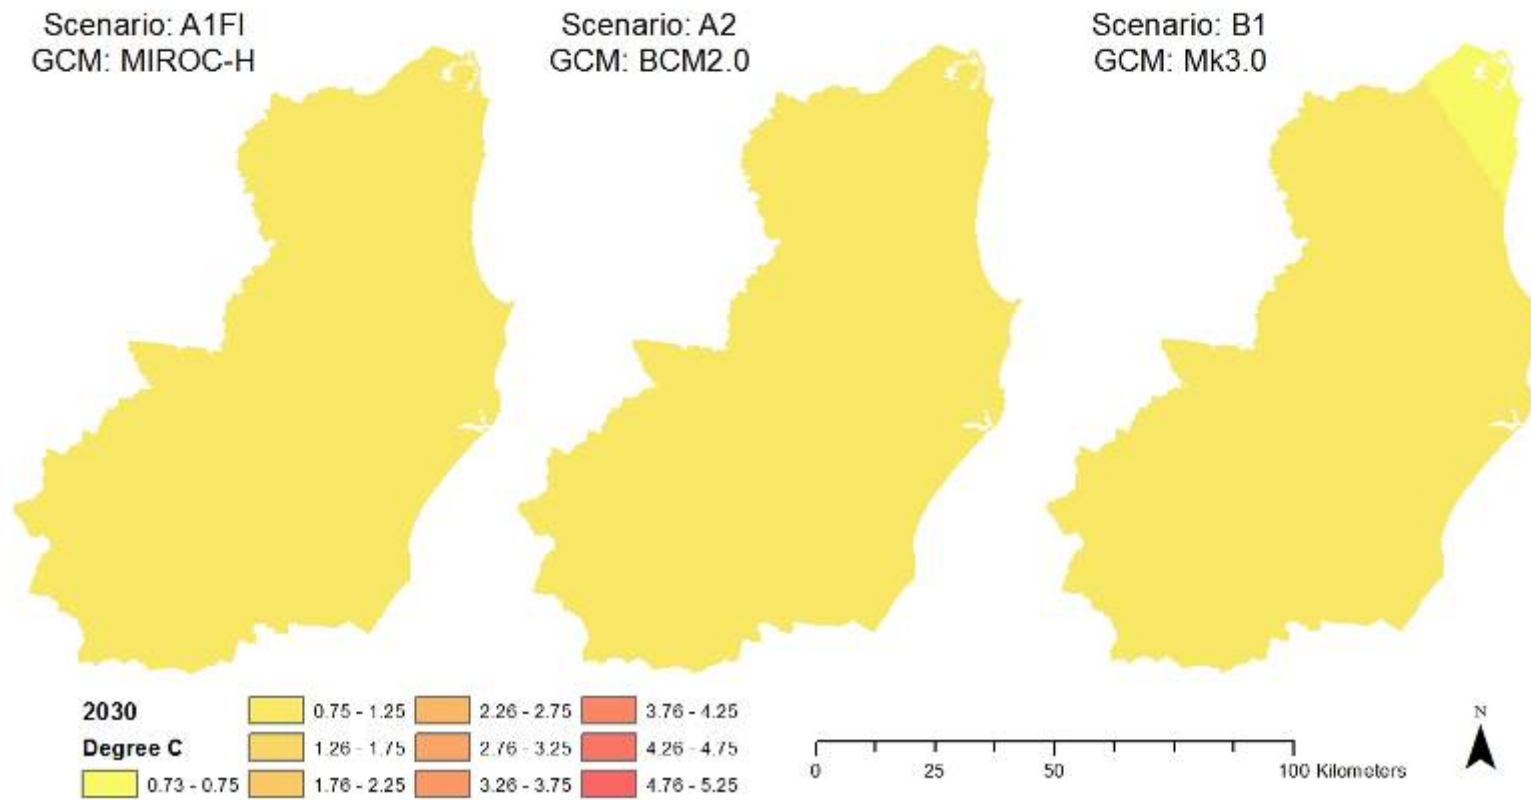 Scenario: A1FI
GCM: MIROC-H
Scenario: A2
GCM: BCM2.0
Scenario: B1
GCM: Mk3.0
2030
Degree C
0.73 - 0.75
0.75 - 1.25
1.26 - 1.75
1.76 - 2.25
2.26 - 2.75
2.76 - 3.25
3.26 - 3.75
3.76 - 4.25
4.26 - 4.75
4.76 - 5.25
0 25 50 100 Kilometers
N